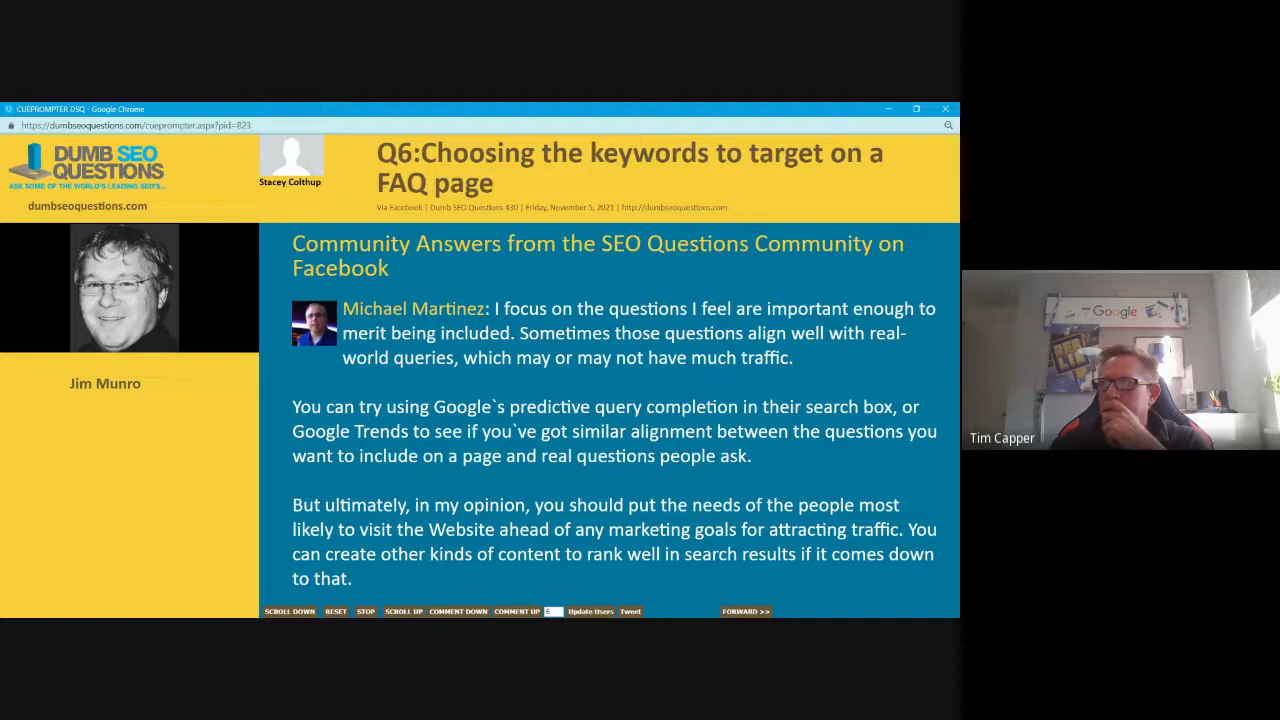 CUEPROMPTER DSQ - Google Chrome
https://dumbseoquestions.com/cueprompter.aspx?pid=823
DUMB SEO
QUESTIONS
ASK SOME OF THE WORLD'S LEADING SEO'S...
dumbseoquestions.com
Stacey Colthup
Q6:Choosing the keywords to target on a
FAQ page
Via Facebook | Dumb SEO Questions 430 | Friday, November 5, 2021 | http://dumbseoquestions.com
Jim Munro
Community Answers from the SEO Questions Community on
Facebook
Michael Martinez: I focus on the questions I feel are important enough to
merit being included. Sometimes those questions align well with real-
world queries, which may or may not have much traffic.
You can try using Google`s predictive query completion in their search box, or
Google Trends to see if you`ve got similar alignment between the questions you
want to include on a page and real questions people ask.
But ultimately, in my opinion, you should put the needs of the people most
likely to visit the Website ahead of any marketing goals for attracting traffic. You
can create other kinds of content to rank well in search results if it comes down
to that.
SCROLL DOWN RESET STOP SCROLL UP COMMENT DOWN COMMENT UP 6 Update Users Tweet FORWARD >>
Google
Tim Capper